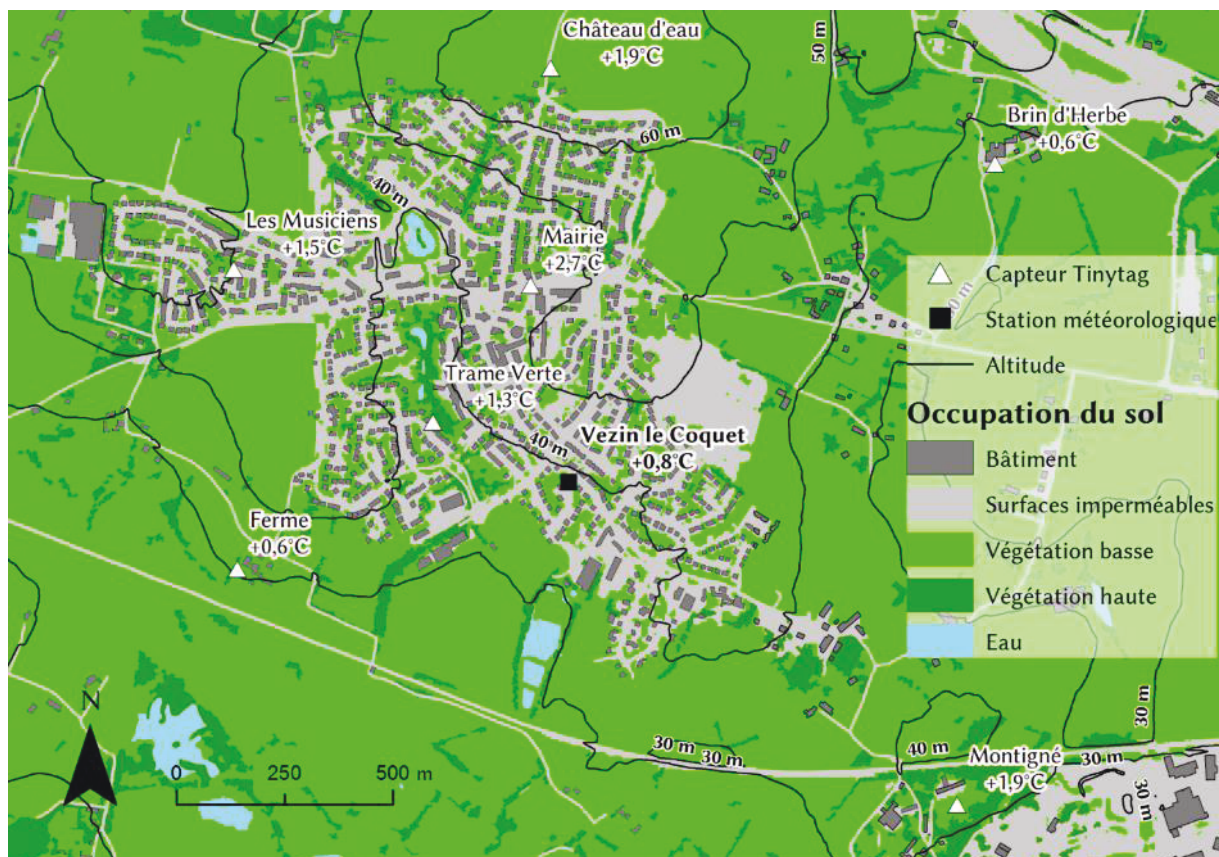 Château d'eau
+1,9°C
50 m
Brin d'Herbe
+0,6°C
60 m
40 m
Les Musiciens
+1,5°C
Mairie
+2,7°C
Capteur Tinytag
Station météorologique
Altitude
Occupation du sol
Bâtiment
Surfaces imperméables
Végétation basse
Végétation haute
Eau
Trame Verte
+1,3°C
40 m
Vezin le Coquet
+0,8°C
Ferme
+0,6°C
N
0 250 500 m
30 m
30 m
40 m
30 m
30 m
Montigné
+1,9°C
30 m